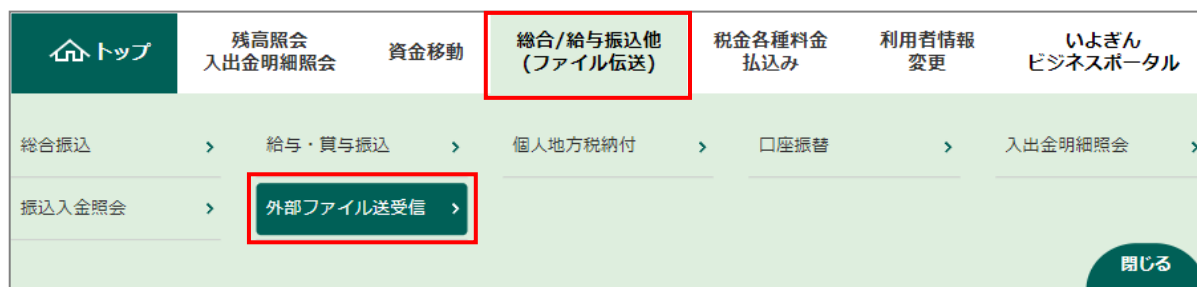 トップ
残高照会
入出金明細照会
資金移動
総合/給与振込他
(ファイル伝送)
税金各種料金
払込み
利用者情報
変更
いよぎん
ビジネスポータル
総合振込
給与・賞与振込
個人地方税納付
口座振替
入出金明細照会
振込入金照会
外部ファイル送受信
閉じる